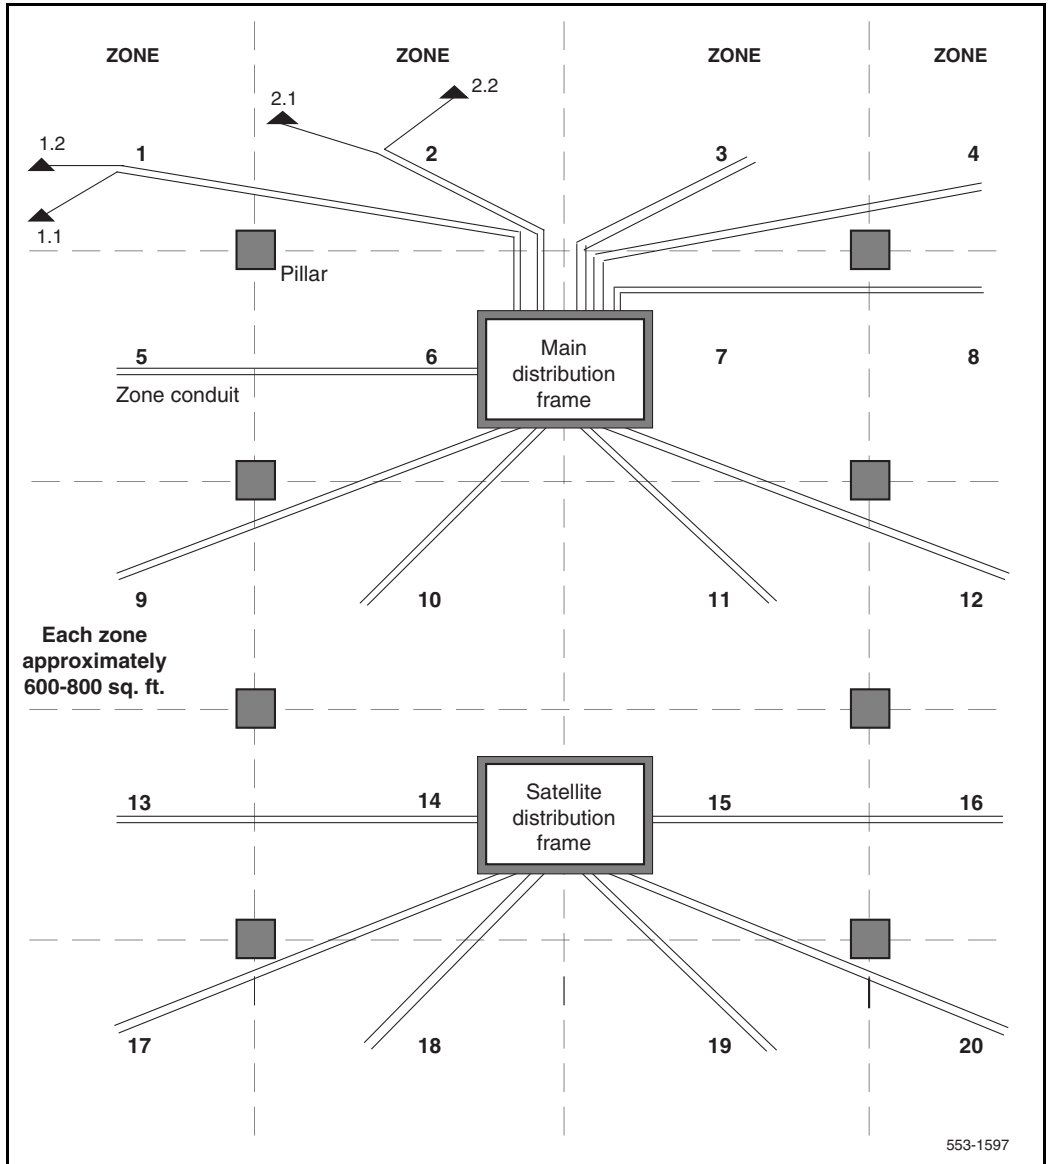 ZONE ZONE ZONE ZONE
2.2
2.1
1.2 1 2 3 4
1.1
Pillar
5 6 Main 7 8
distribution
frame
Zone conduit
9 10 11 12
Each zone
approximately
600-800 sq. ft.
13 14 Satellite 15 16
distribution
frame
17 18 19 20
553-1597